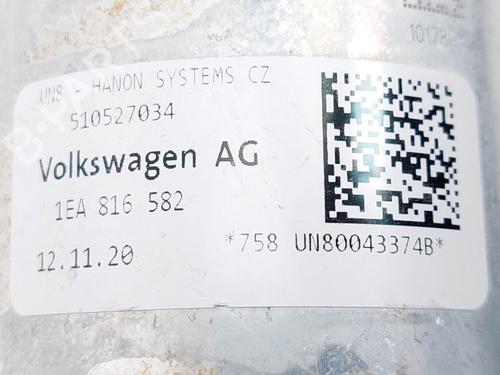 UN8 - HANON SYSTEMS CZ
510527034
Volkswagen AG
1EA 816 582
12.11.20
*758 UN80043374B*